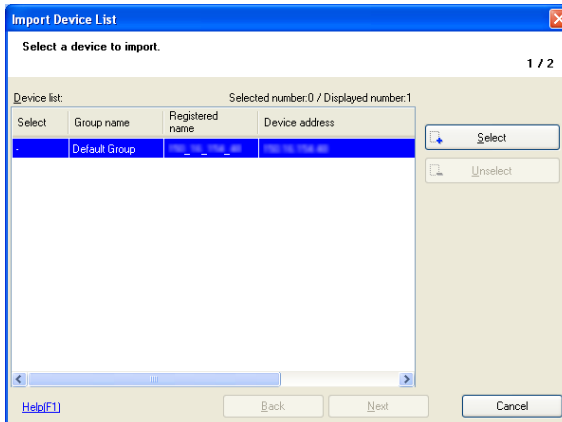 Import Device List
Select a device to import.
1 / 2
Device list: Selected number:0 / Displayed number:1
Select Group name Registered name Device address
- Default Group
Select
Unselect
Help(F1) Back Next Cancel